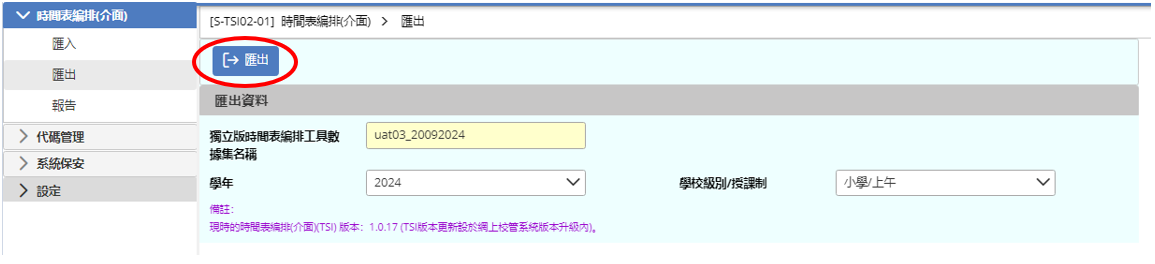 時間表編排(介面)
匯入
匯出
報告
代碼管理
系統保安
設定
[S-TSI02-01] 時間表編排(介面) > 匯出
匯出
匯出資料
獨立版時間表編排工具數
據集名稱
uat03_20092024
學年
2024
學校級別/授課制
小學/上午
備註:
現時的時間表編排(介面)(TSI) 版本: 1.0.17 (TSI版本更新設於網上校管系統版本升級內)。